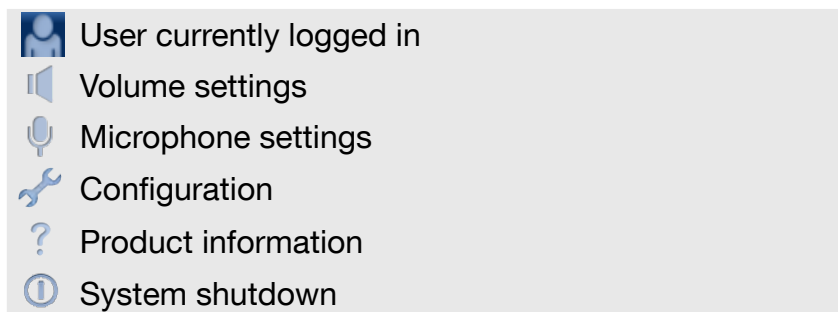 User currently logged in
Volume settings
Microphone settings
Configuration
Product information
System shutdown